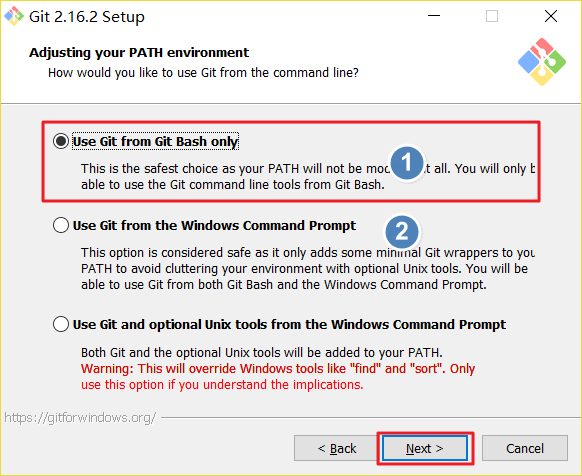 Git 2.16.2 Setup
Adjusting your PATH environment
How would you like to use Git from the command line?
Use Git from Git Bash only
1
This is the safest choice as your PATH will not be mod t all. You will only b
able to use the Git command line tools from Git Bash.
Use Git from the Windows Command Prompt
2
This option is considered safe as it only adds some minimal Git wrappers to you
PATH to avoid cluttering your environment with optional Unix tools. You will be
able to use Git from both Git Bash and the Windows Command Prompt.
Use Git and optional Unix tools from the Windows Command Prompt
Both Git and the optional Unix tools will be added to your PATH.
Warning: This will override Windows tools like "find" and "sort". Only
use this option if you understand the implications.
https://gitforwindows.org/
< Back
Next >
Cancel